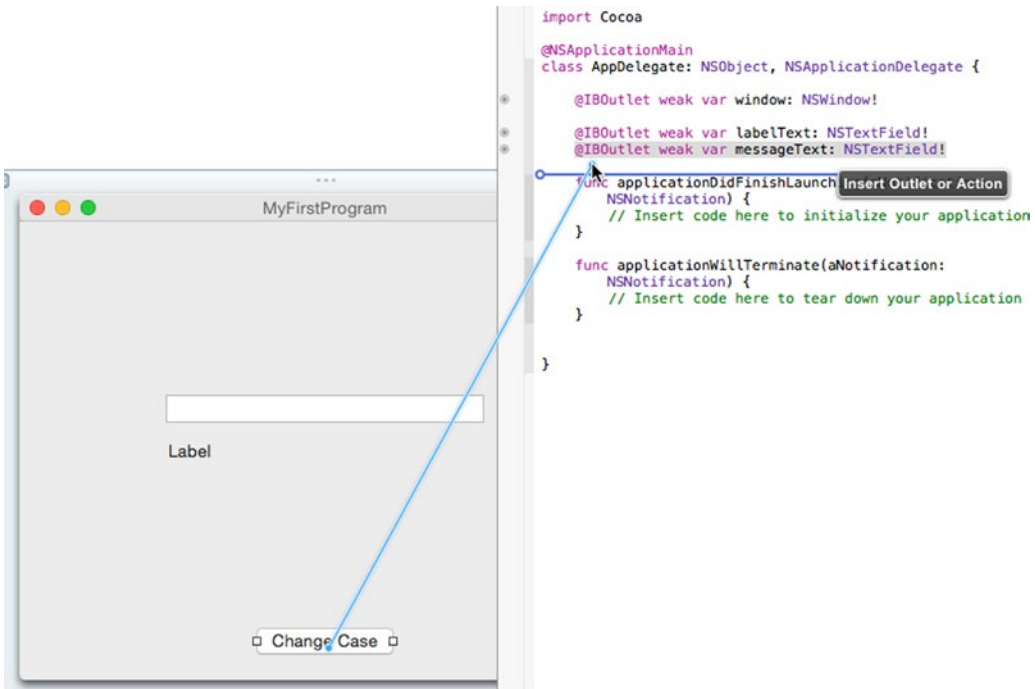 import Cocoa
@NSApplicationMain
class AppDelegate: NSObject, NSApplicationDelegate {
@IBOutlet weak var window: NSWindow!
@IBOutlet weak var labelText: NSTextField!
@IBOutlet weak var messageText: NSTextField!
func applicationDidFinishLaunch
Insert Outlet or Action
NSNotification) {
// Insert code here to initialize your application
}
func applicationWillTerminate(aNotification:
NSNotification) {
// Insert code here to tear down your application
}
}
MyFirstProgram
Label
Change Case